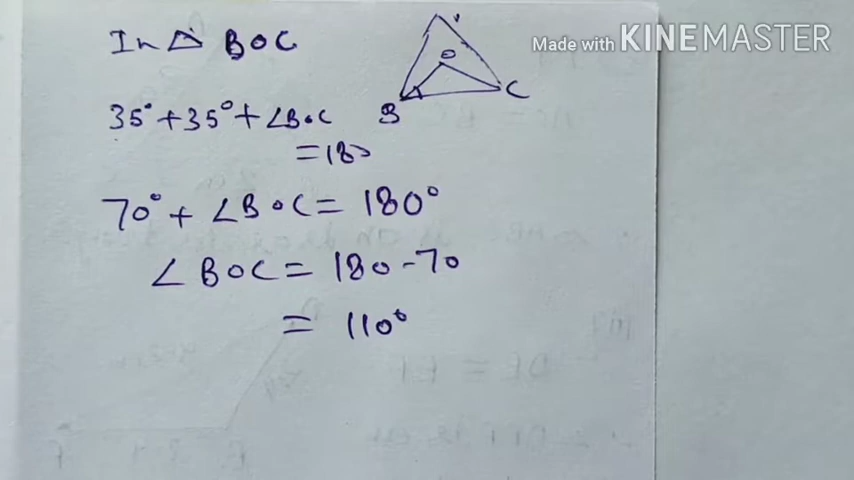 In △ BOC
Made with KINEMASTER
O
B
C
35° + 35° + ∠BOC
= 180
70° + ∠BOC = 180°
∠ BOC = 180 - 70
= 110°